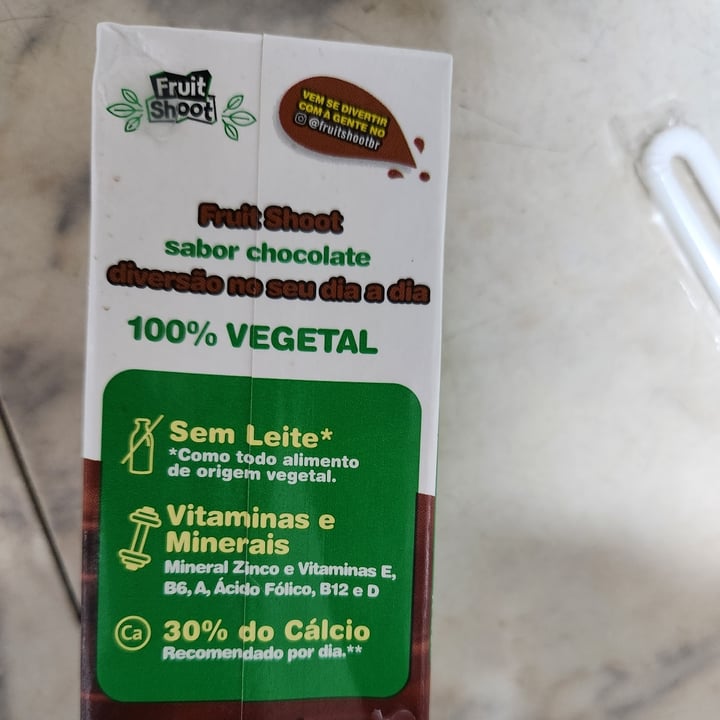 Fruit
Shoot
VEM SE DIVERTIR
COM A GENTE NO
@fruitshootbr
Fruit Shoot
sabor chocolate
diversão no seu dia a dia
100% VEGETAL
Sem Leite*
*Como todo alimento
de origem vegetal.
Vitaminas e
Minerais
Mineral Zinco e Vitaminas E,
B6, A, Ácido Fólico, B12 e D
Ca
30% do Cálcio
Recomendado por dia.**